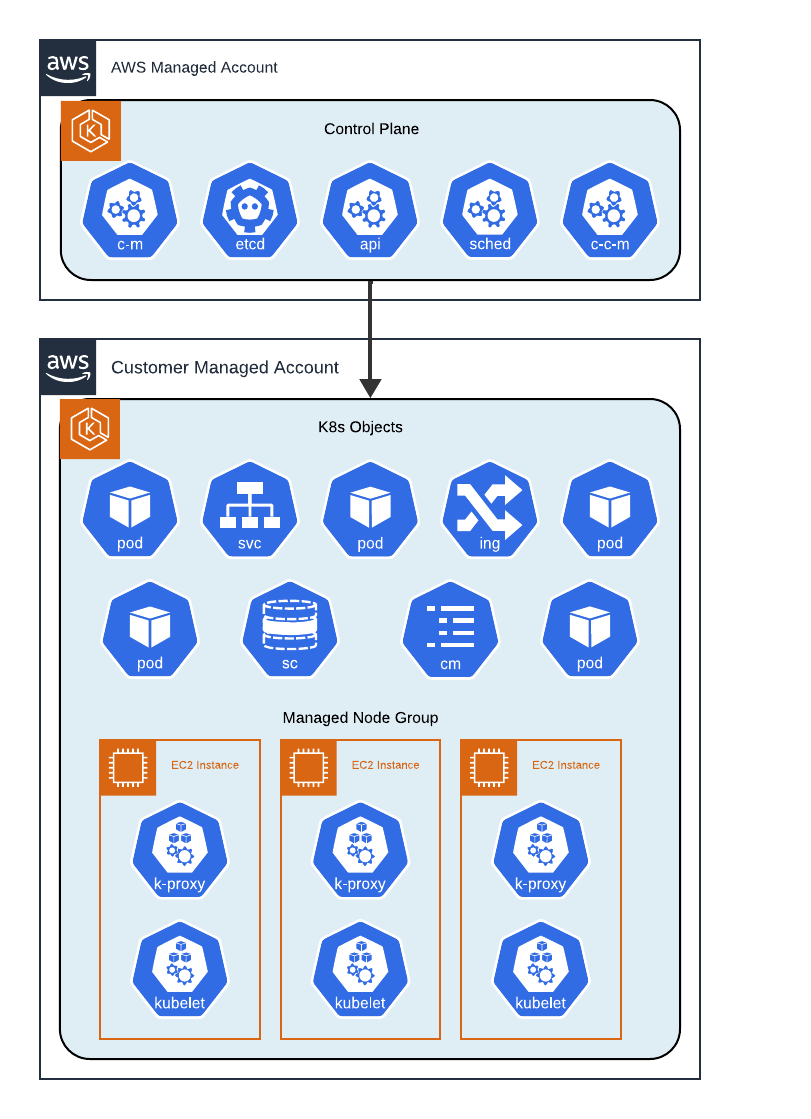 aws
AWS Managed Account
K
Control Plane
c-m
etcd
api
sched
c-c-m
aws
Customer Managed Account
K
K8s Objects
pod
svc
pod
ing
pod
pod
sc
cm
pod
Managed Node Group
EC2 Instance
EC2 Instance
EC2 Instance
k-proxy
k-proxy
k-proxy
kubelet
kubelet
kubelet